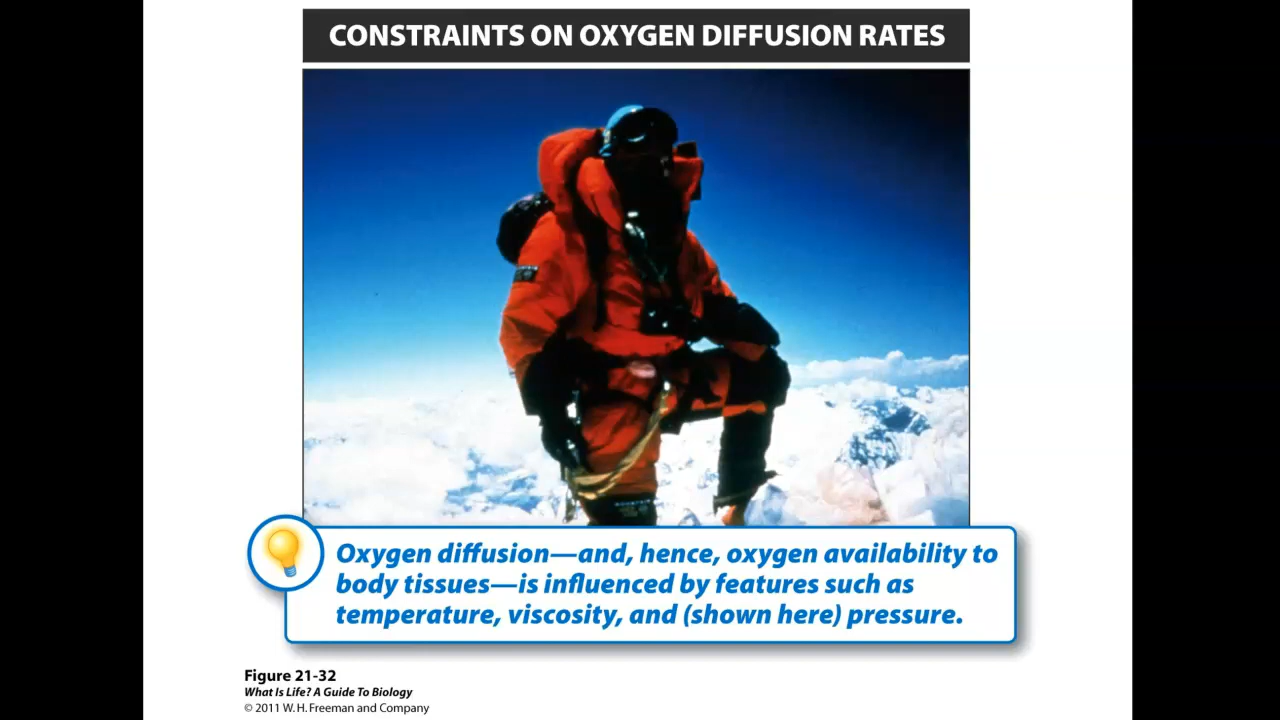 CONSTRAINTS ON OXYGEN DIFFUSION RATES
Oxygen diffusion—and, hence, oxygen availability to
body tissues—is influenced by features such as
temperature, viscosity, and (shown here) pressure.
Figure 21-32
What Is Life? A Guide To Biology
© 2011 W. H. Freeman and Company